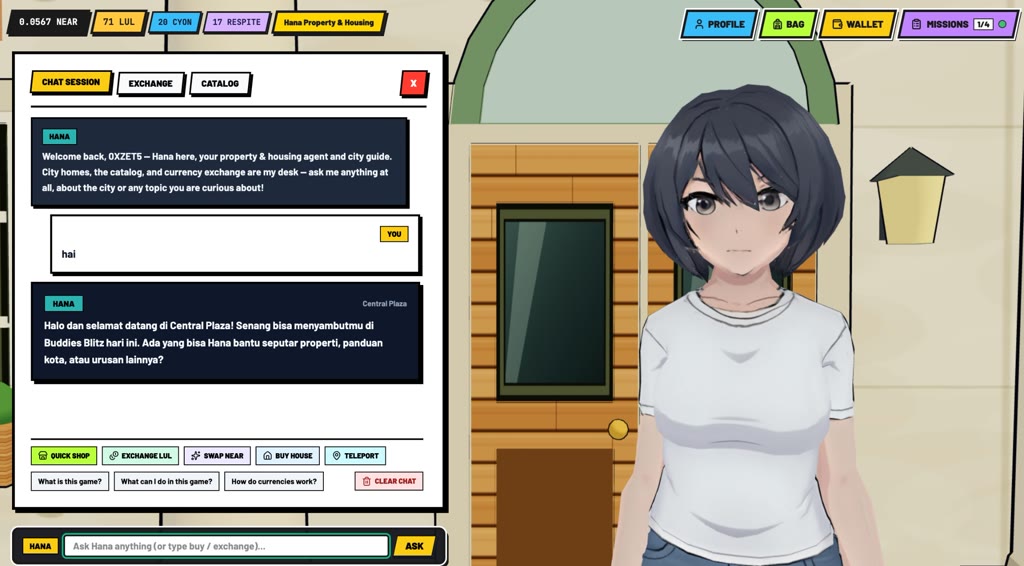 0.0567 NEAR
71 LUL
20 CYON
17 RESPITE
Hana Property & Housing
PROFILE
BAG
WALLET
MISSIONS 1/4
CHAT SESSION
EXCHANGE
CATALOG
X
HANA
Welcome back, 0XZET5 — Hana here, your property & housing agent and city guide.
City homes, the catalog, and currency exchange are my desk — ask me anything at
all, about the city or any topic you are curious about!
YOU
hai
HANA
Central Plaza
Halo dan selamat datang di Central Plaza! Senang bisa menyambutmu di
Buddies Blitz hari ini. Ada yang bisa Hana bantu seputar properti, panduan
kota, atau urusan lainnya?
QUICK SHOP
EXCHANGE LUL
SWAP NEAR
BUY HOUSE
TELEPORT
What is this game?
What can I do in this game?
How do currencies work?
CLEAR CHAT
HANA
Ask Hana anything (or type buy / exchange)...
ASK